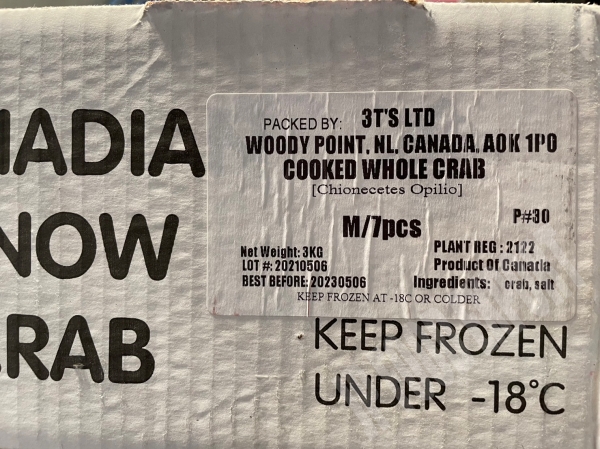 NADIA
NOW
RAB
PACKED BY: 3T'S LTD
WOODY POINT, NL, CANADA, A0K 1P0
COOKED WHOLE CRAB
[Chionecetes Opilio]
M/7pcs
P#30
Net Weight: 3KG
PLANT REG : 2122
LOT #: 20210506
Product Of Canada
BEST BEFORE: 20230506
Ingredients: crab, salt
KEEP FROZEN AT -18C OR COLDER
KEEP FROZEN
UNDER -18°C